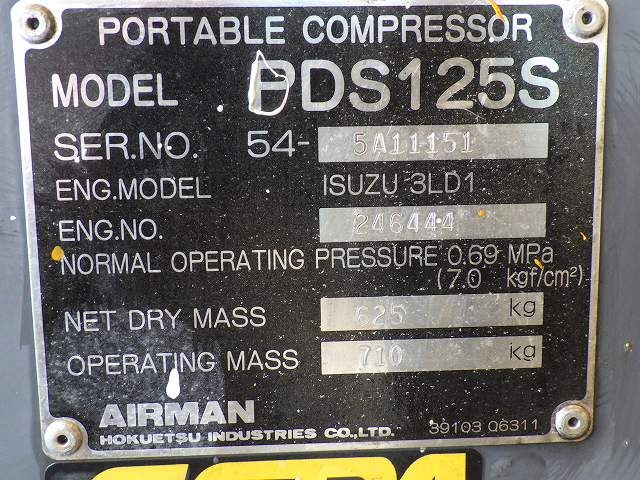 PORTABLE COMPRESSOR
MODEL PDS125S
SER.NO. 54- 5A11151
ENG.MODEL ISUZU 3LD1
ENG.NO. 246444
NORMAL OPERATING PRESSURE 0.69 MPa
(7.0 kgf/cm²)
NET DRY MASS 625 kg
OPERATING MASS 710 kg
AIRMAN
HOKUETSU INDUSTRIES CO.,LTD. 39103 06311